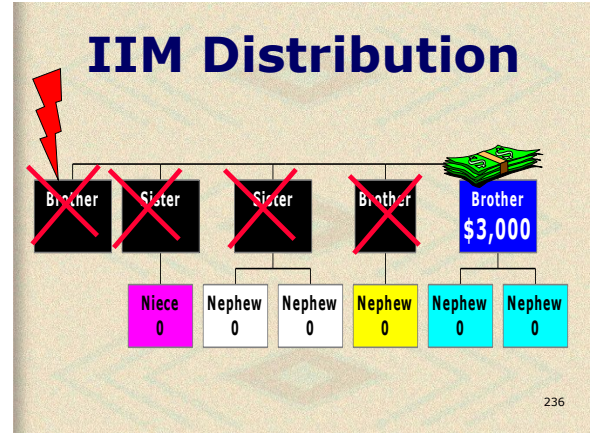 IIM Distribution
Brother
Sister
Sister
Brother
Brother
$3,000
Niece
0
Nephew
0
Nephew
0
Nephew
0
Nephew
0
Nephew
0
236